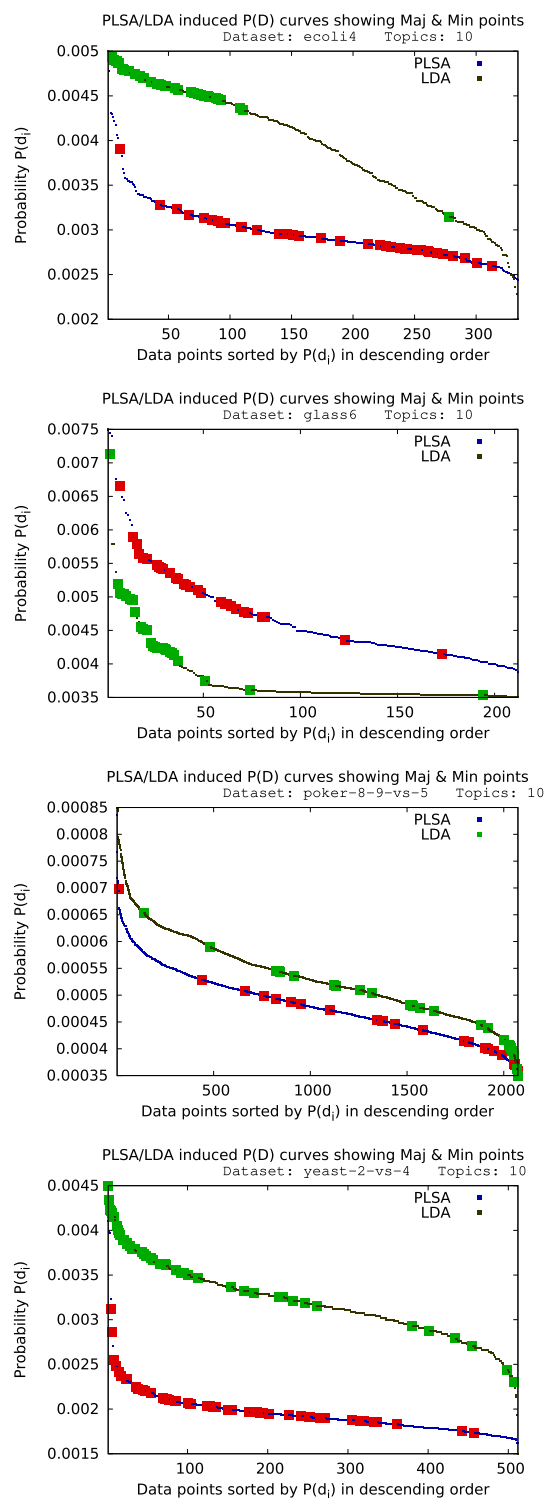 PLSA/LDA induced P(D) curves showing Maj & Min points
Dataset: ecoli4 Topics: 10
PLSA
LDA
0.005
0.0045
0.004
0.0035
0.003
0.0025
0.002
Probability P(di)
50 100 150 200 250 300
Data points sorted by P(di) in descending order
PLSA/LDA induced P(D) curves showing Maj & Min points
Dataset: glass6 Topics: 10
PLSA
LDA
0.0075
0.007
0.0065
0.006
0.0055
0.005
0.0045
0.004
0.0035
Probability P(di)
50 100 150 200
Data points sorted by P(di) in descending order
PLSA/LDA induced P(D) curves showing Maj & Min points
Dataset: poker-8-9-vs-5 Topics: 10
PLSA
LDA
0.00085
0.0008
0.00075
0.0007
0.00065
0.0006
0.00055
0.0005
0.00045
0.0004
0.00035
Probability P(di)
500 1000 1500 2000
Data points sorted by P(di) in descending order
PLSA/LDA induced P(D) curves showing Maj & Min points
Dataset: yeast-2-vs-4 Topics: 10
PLSA
LDA
0.0045
0.004
0.0035
0.003
0.0025
0.002
0.0015
Probability P(di)
100 200 300 400 500
Data points sorted by P(di) in descending order